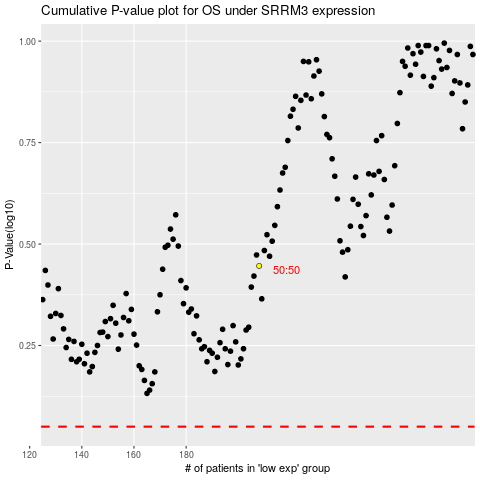 Cumulative P-value plot for OS under SRRM3 expression
P-Value(log10)
1.00
0.75
0.50
0.25
50:50
120 140 160 180
# of patients in 'low exp' group